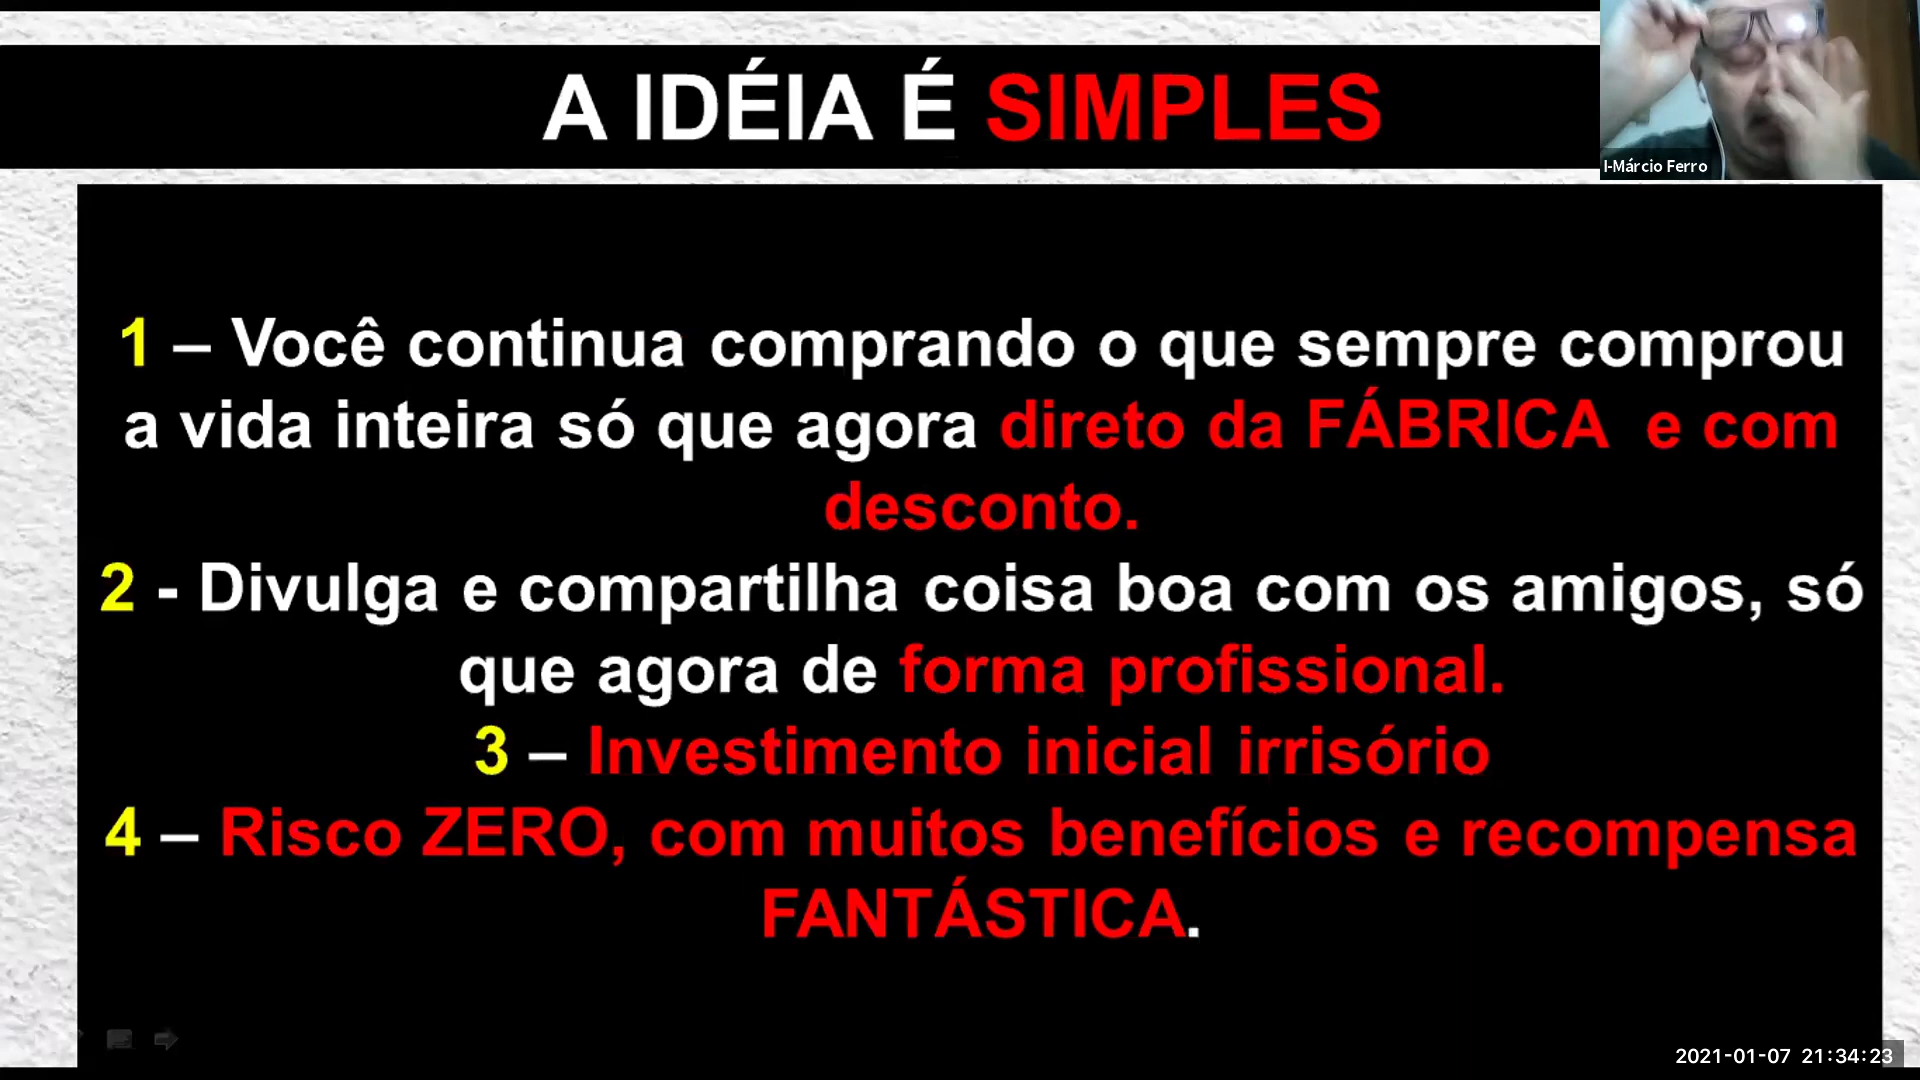 A IDÉIA É SIMPLES
I-Márcio Ferro
1 – Você continua comprando o que sempre comprou
a vida inteira só que agora direto da FÁBRICA e com
desconto.
2 - Divulga e compartilha coisa boa com os amigos, só
que agora de forma profissional.
3 – Investimento inicial irrisório
4 – Risco ZERO, com muitos benefícios e recompensa
FANTÁSTICA.
2021-01-07 21:34:23